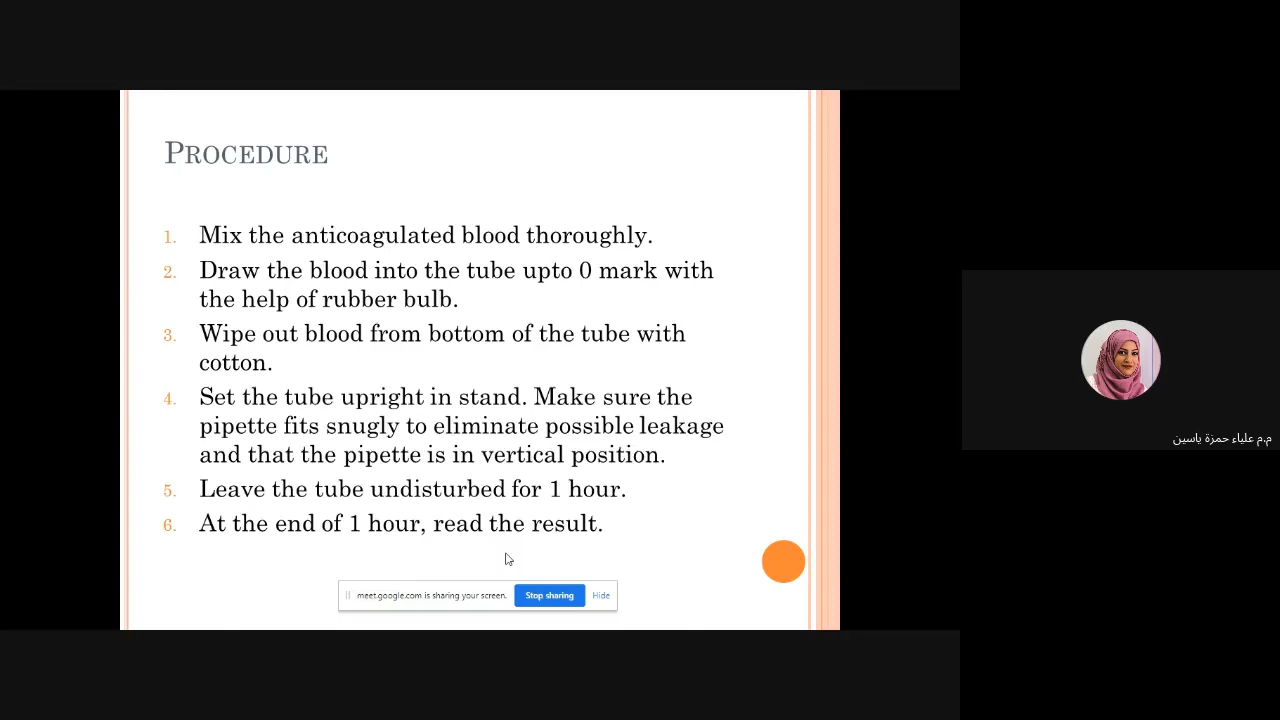 PROCEDURE
1. Mix the anticoagulated blood thoroughly.
2. Draw the blood into the tube upto 0 mark with
the help of rubber bulb.
3. Wipe out blood from bottom of the tube with
cotton.
4. Set the tube upright in stand. Make sure the
pipette fits snugly to eliminate possible leakage
and that the pipette is in vertical position.
5. Leave the tube undisturbed for 1 hour.
6. At the end of 1 hour, read the result.
meet.google.com is sharing your screen. Stop sharing Hide
م.م علياء حمزة ياسين